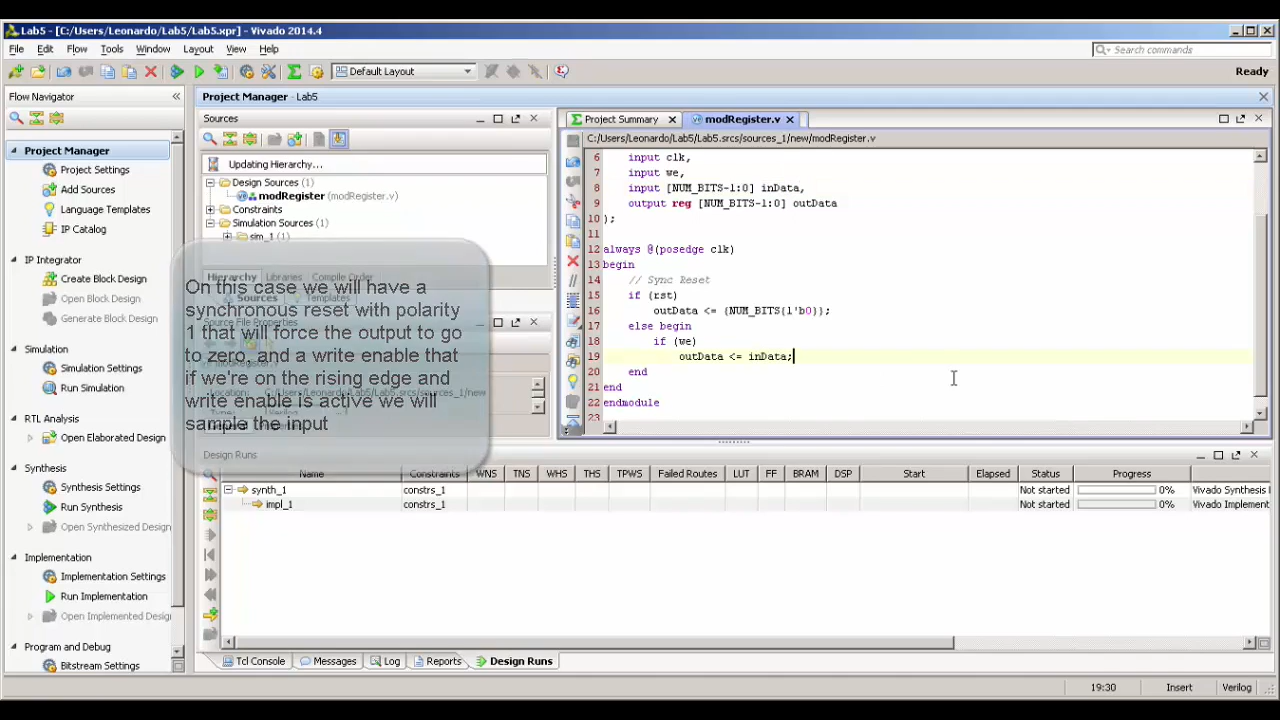 Lab5 - [C:/Users/Leonardo/Lab5/Lab5.xpr] - Vivado 2014.4
File Edit Flow Tools Window Layout View Help
Search commands
Default Layout
Ready
Flow Navigator
Project Manager - Lab5
Project Manager
Project Settings
Add Sources
Language Templates
IP Catalog
IP Integrator
Create Block Design
Open Block Design
Generate Block Design
Simulation
Simulation Settings
Run Simulation
RTL Analysis
Open Elaborated Design
Synthesis
Synthesis Settings
Run Synthesis
Open Synthesized Design
Implementation
Implementation Settings
Run Implementation
Open Implemented Desig
Program and Debug
Bitstream Settings
Sources
Updating Hierarchy...
Design Sources (1)
modRegister (modRegister.v)
Constraints
Simulation Sources (1)
sim_1 (1)
Hierarchy Libraries Compile Order
Sources Templates
Source File Properties
On this case we will have a
synchronous reset with polarity
1 that will force the output to go
to zero, and a write enable that
if we're on the rising edge and
write enable is active we will
sample the input
Project Summary
modRegister.v
C:/Users/Leonardo/Lab5/Lab5.srcs/sources_1/new/modRegister.v
6 input clk,
7 input we,
8 input [NUM_BITS-1:0] inData,
9 output reg [NUM_BITS-1:0] outData
10 );
11
12 always @(posedge clk)
13 begin
14 // Sync Reset
15 if (rst)
16 outData <= {NUM_BITS{1'b0}};
17 else begin
18 if (we)
19 outData <= inData;
20 end
21 end
22 endmodule
23
Design Runs
Name Constraints WNS TNS WHS THS TPWS Failed Routes LUT FF BRAM DSP Start Elapsed Status Progress
synth_1 constrs_1 Not started 0% Vivado Synthesis
impl_1 constrs_1 Not started 0% Vivado Implement
Tcl Console Messages Log Reports Design Runs
19:30 Insert Verilog